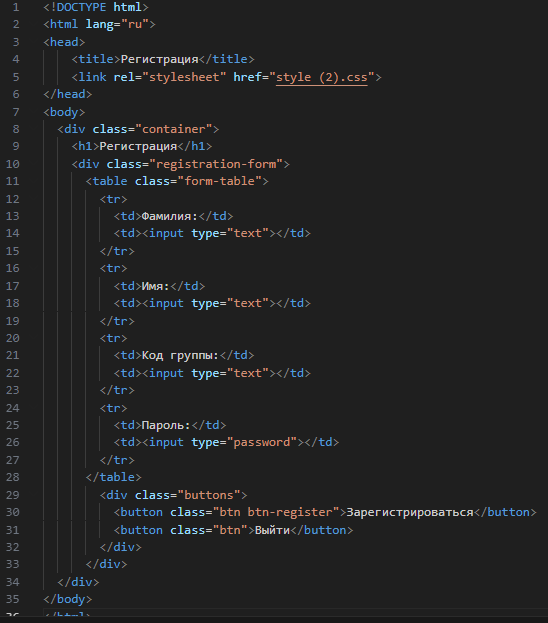 1 <!DOCTYPE html>
2 <html lang="ru">
3 <head>
4     <title>Регистрация</title>
5     <link rel="stylesheet" href="style (2).css">
6 </head>
7 <body>
8   <div class="container">
9     <h1>Регистрация</h1>
10     <div class="registration-form">
11       <table class="form-table">
12         <tr>
13           <td>Фамилия:</td>
14           <td><input type="text"></td>
15         </tr>
16         <tr>
17           <td>Имя:</td>
18           <td><input type="text"></td>
19         </tr>
20         <tr>
21           <td>Код группы:</td>
22           <td><input type="text"></td>
23         </tr>
24         <tr>
25           <td>Пароль:</td>
26           <td><input type="password"></td>
27         </tr>
28       </table>
29         <div class="buttons">
30           <button class="btn btn-register">Зарегистрироваться</button>
31           <button class="btn">Выйти</button>
32         </div>
33       </div>
34   </div>
35 </body>
36 </html>